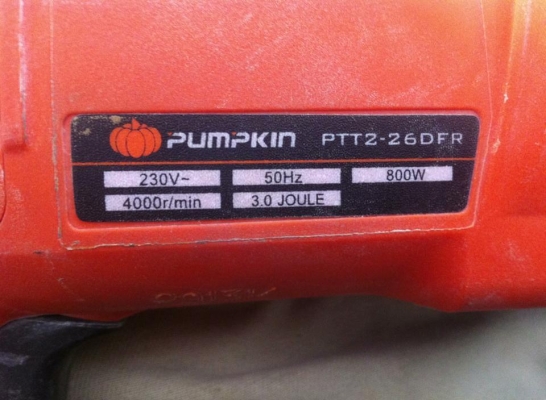 PUMPKIN PTT2-26DFR
230V~ 50Hz 800W
4000r/min 3.0 JOULE